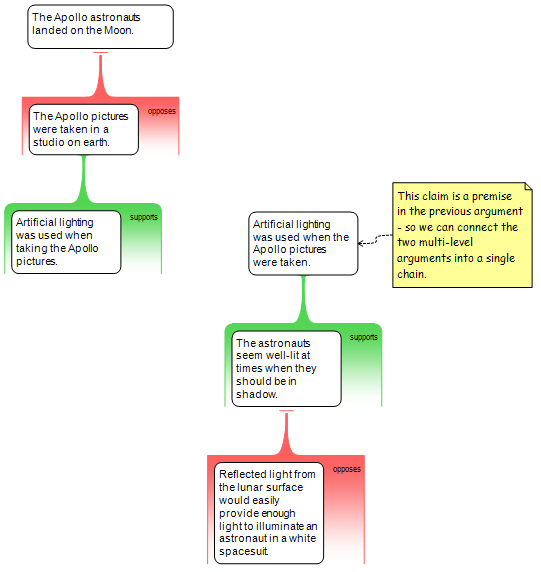 The Apollo astronauts
landed on the Moon.
opposes
The Apollo pictures
were taken in a
studio on earth.
supports
Artificial lighting
was used when
taking the Apollo
pictures.
Artificial lighting
was used when the
Apollo pictures
were taken.
This claim is a premise
in the previous argument
- so we can connect the
two multi-level
arguments into a single
chain.
supports
The astronauts
seem well-lit at
times when they
should be in
shadow.
opposes
Reflected light from
the lunar surface
would easily
provide enough
light to illuminate an
astronaut in a white
spacesuit.